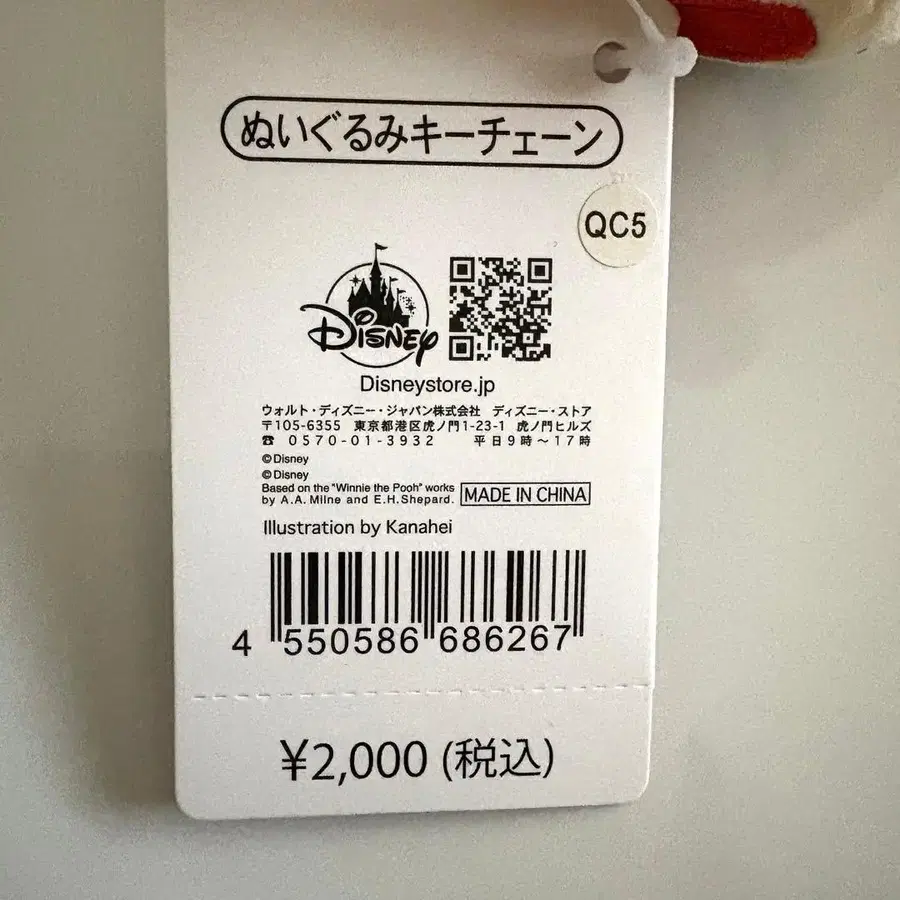 ぬいぐるみキーチェーン
QC5
Disney
Disneystore.jp
ウォルト・ディズニー・ジャパン株式会社 ディズニー・ストア
〒105-6355 東京都港区虎ノ門1-23-1 虎ノ門ヒルズ
☎ 0570-01-3932 平日9時～17時
©Disney
©Disney
Based on the "Winnie the Pooh" works
by A.A. Milne and E.H.Shepard.
MADE IN CHINA
Illustration by Kanahei
4 550586 686267
¥2,000 (税込)